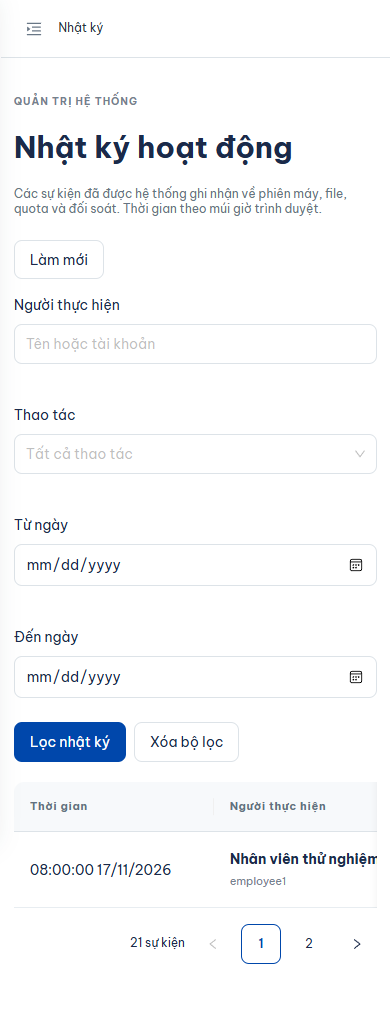 Nhật ký
QUẢN TRỊ HỆ THỐNG
Nhật ký hoạt động
Các sự kiện đã được hệ thống ghi nhận về phiên máy, file,
quota và đối soát. Thời gian theo múi giờ trình duyệt.
Làm mới
Người thực hiện
Tên hoặc tài khoản
Thao tác
Tất cả thao tác
Từ ngày
mm/dd/yyyy
Đến ngày
mm/dd/yyyy
Lọc nhật ký
Xóa bộ lọc
Thời gian
Người thực hiện
08:00:00 17/11/2026
Nhân viên thử nghiệm
employee1
21 sự kiện
1
2